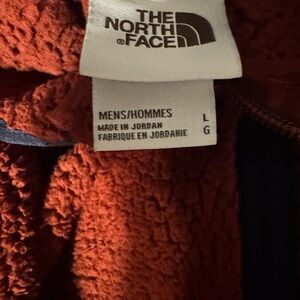 THE
NORTH
®FACE
MENS/HOMMES L
MADE IN JORDAN G
FABRIQUE EN JORDANIE